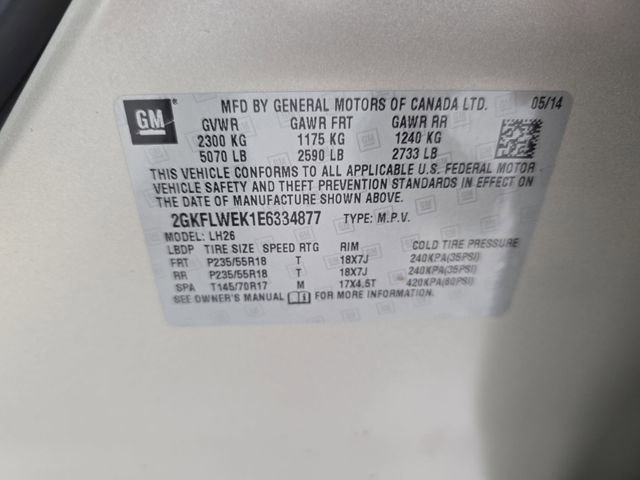 GM
MFD BY GENERAL MOTORS OF CANADA LTD. 05/14
GVWR GAWR FRT GAWR RR
2300 KG 1175 KG 1240 KG
5070 LB 2590 LB 2733 LB
THIS VEHICLE CONFORMS TO ALL APPLICABLE U.S. FEDERAL MOTOR
VEHICLE SAFETY AND THEFT PREVENTION STANDARDS IN EFFECT ON
THE DATE OF MANUFACTURE SHOWN ABOVE.
2GKFLWEK1E6334877 TYPE: M.P.V.
MODEL: LH26
LBDP TIRE SIZE SPEED RTG RIM COLD TIRE PRESSURE
FRT P235/55R18 T 18X7J 240KPA(35PSI)
RR P235/55R18 T 18X7J 240KPA(35PSI)
SPA T145/70R17 M 17X4.5T 420KPA(60PSI)
SEE OWNER'S MANUAL FOR MORE INFORMATION